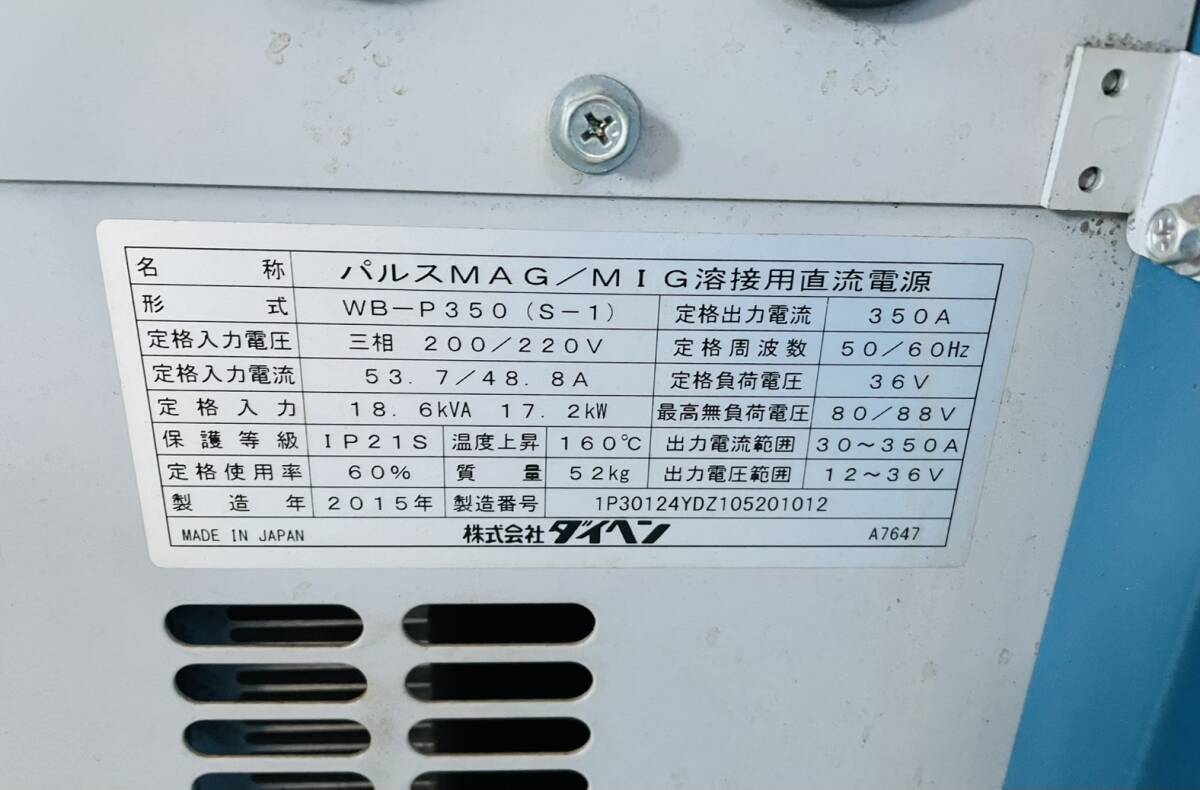 名称 パルスMAG/MIG溶接用直流電源
形式 WB-P350(S-1) 定格出力電流 350A
定格入力電圧 三相 200/220V 定格周波数 50/60Hz
定格入力電流 53.7/48.8A 定格負荷電圧 36V
定格入力 18.6kVA 17.2kW 最高無負荷電圧 80/88V
保護等級 IP21S 温度上昇 160℃ 出力電流範囲 30~350A
定格使用率 60% 質量 52kg 出力電圧範囲 12~36V
製造年 2015年 製造番号 1P30124YDZ105201012
MADE IN JAPAN 株式会社ダイヘン A7647